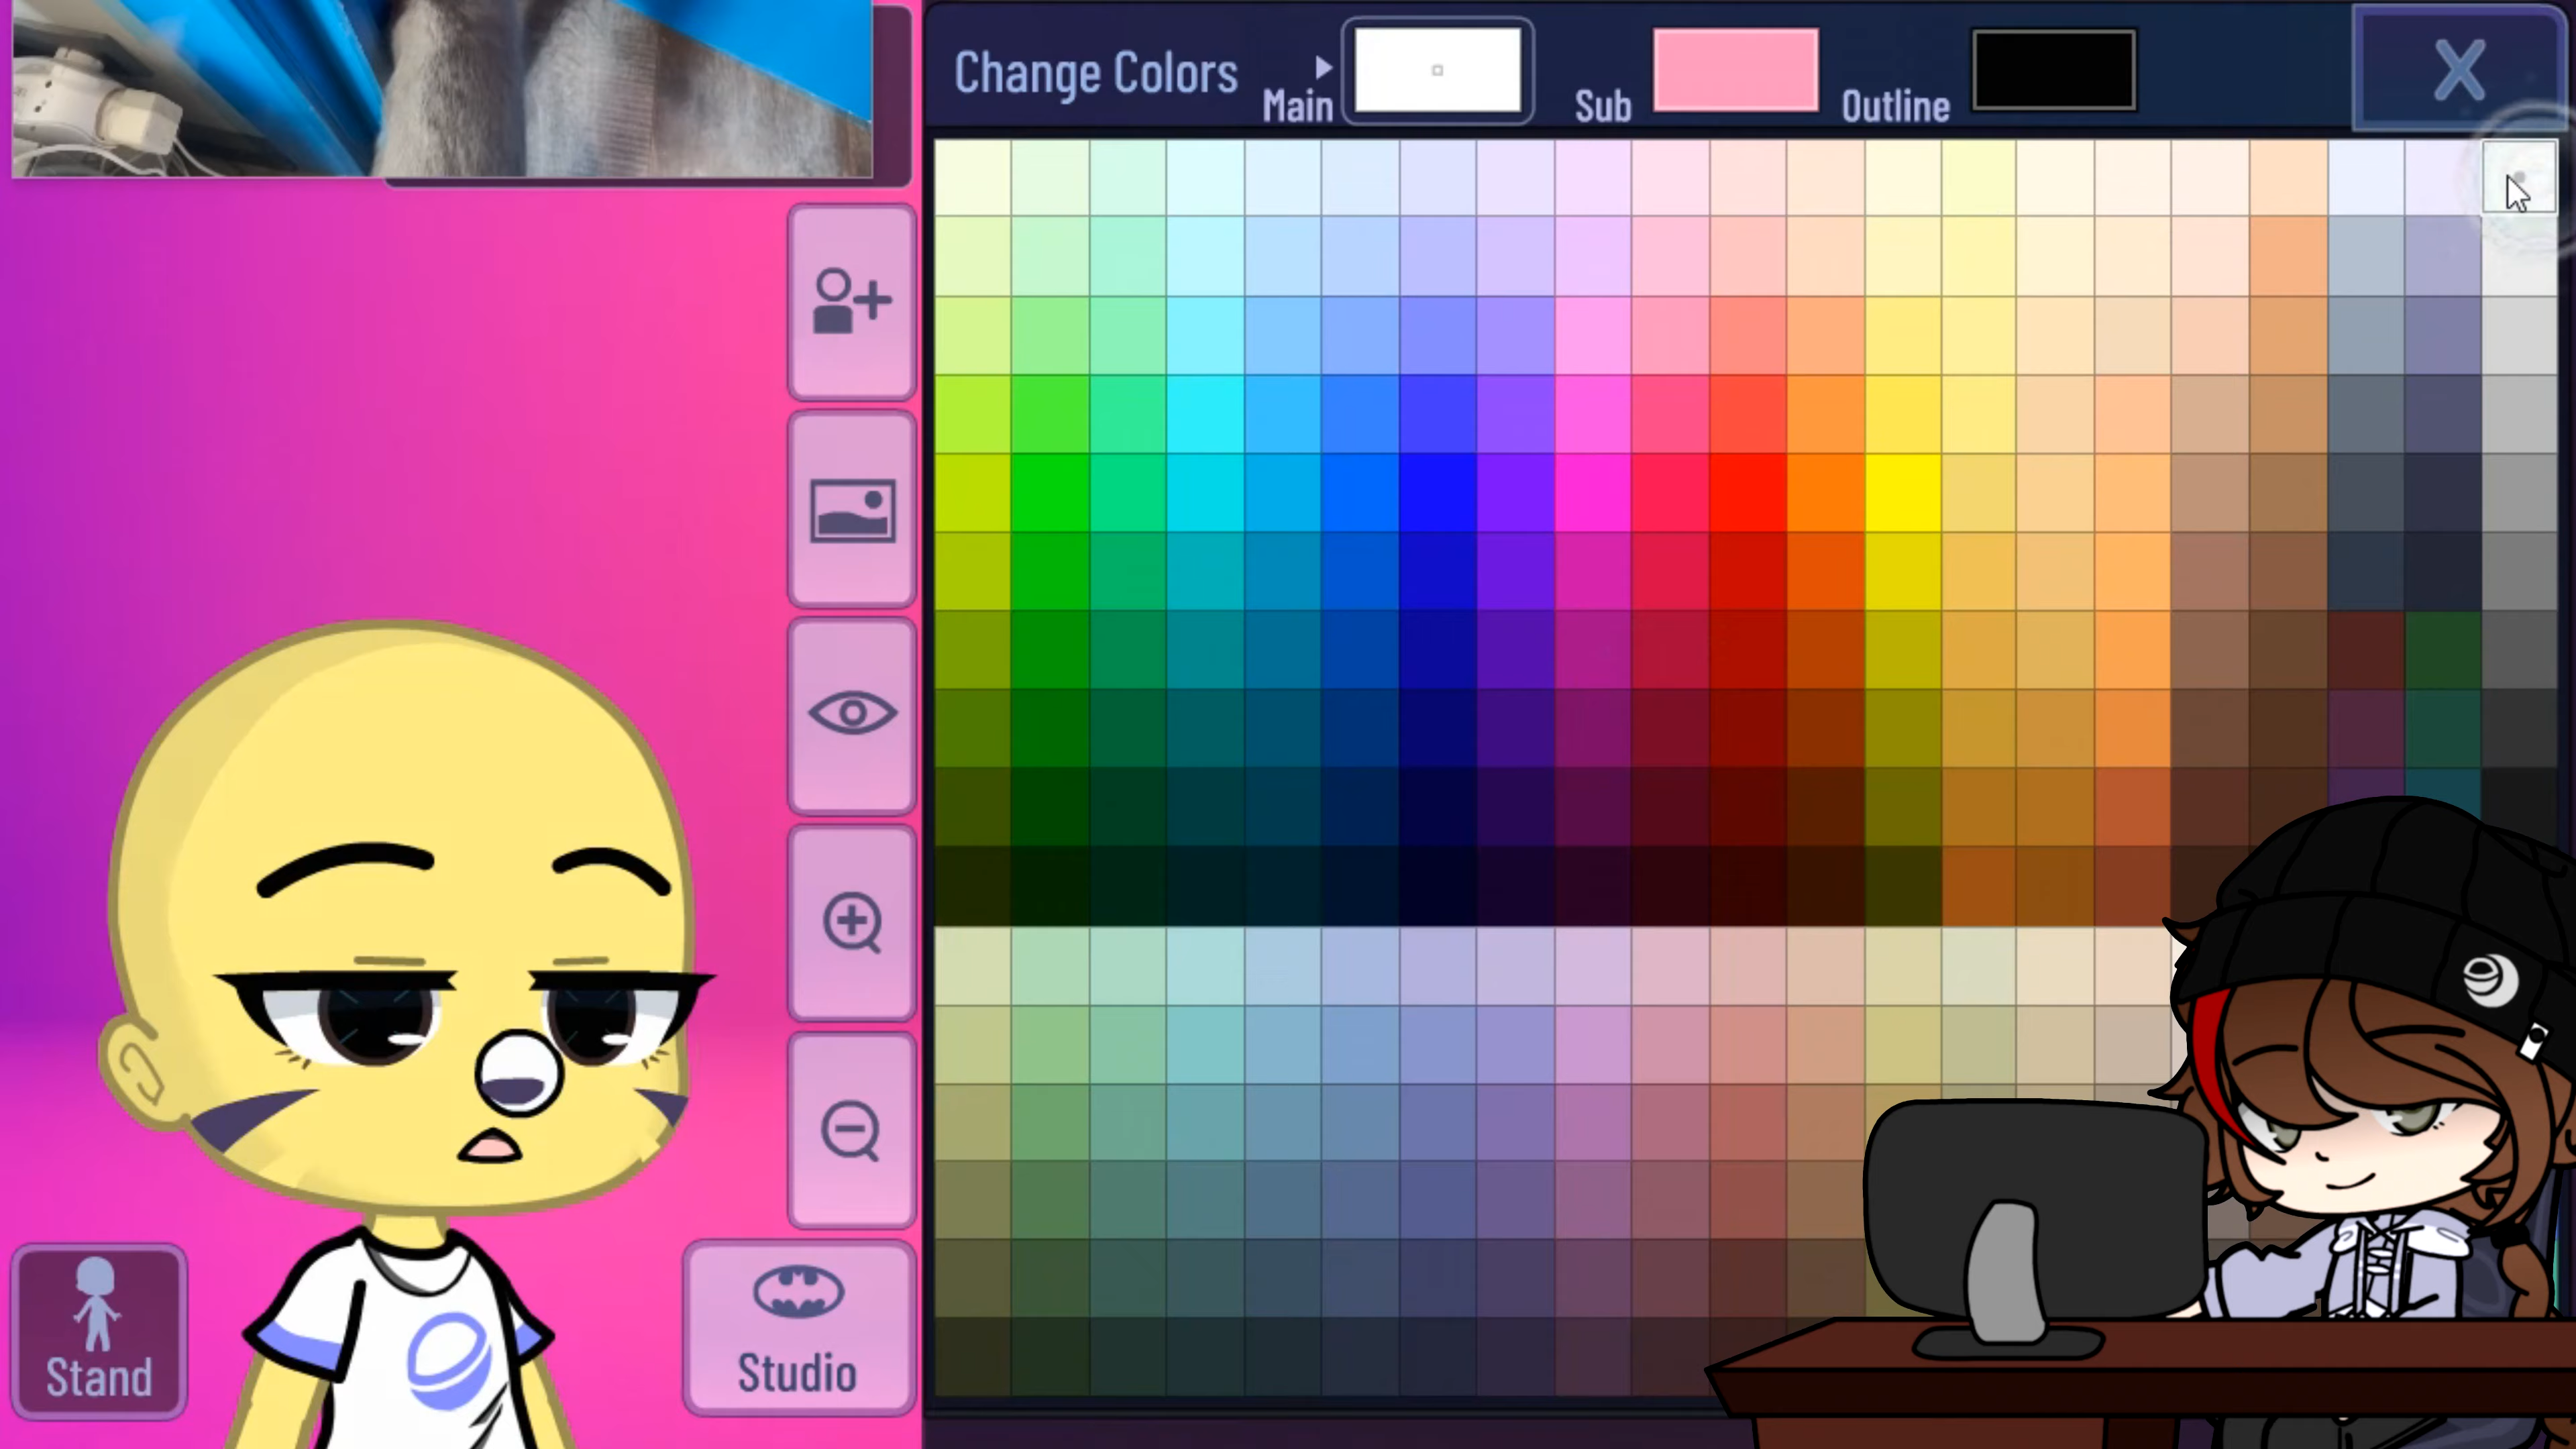 Change Colors
Main
Sub
Outline
X
Stand
Studio